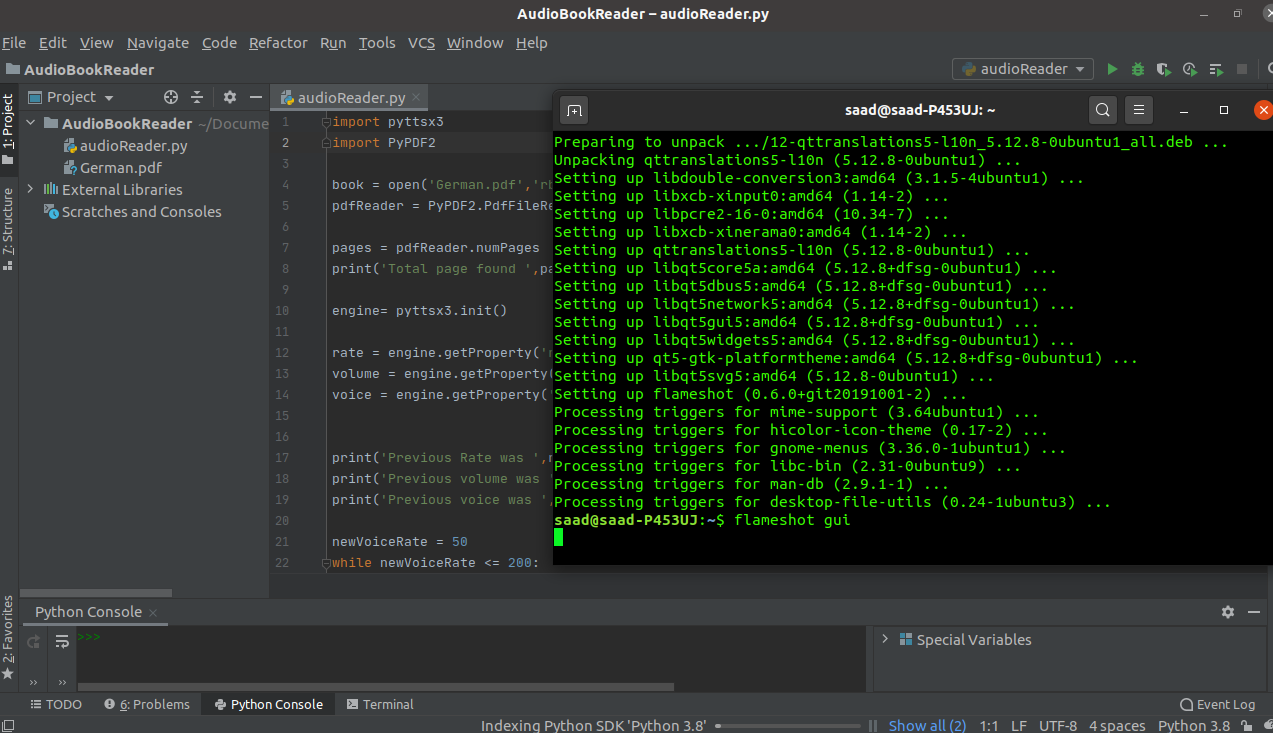 AudioBookReader – audioReader.py
File Edit View Navigate Code Refactor Run Tools VCS Window Help
AudioBookReader
audioReader
1: Project
7: Structure
2: Favorites
Project
AudioBookReader ~/Docume
audioReader.py
German.pdf
External Libraries
Scratches and Consoles
audioReader.py
1 import pyttsx3
2 import PyPDF2
3
4 book = open('German.pdf','rb
5 pdfReader = PyPDF2.PdfFileRe
6
7 pages = pdfReader.numPages
8 print('Total page found ',pa
9
10 engine= pyttsx3.init()
11
12 rate = engine.getProperty('r
13 volume = engine.getProperty(
14 voice = engine.getProperty('
15
16
17 print('Previous Rate was ',r
18 print('Previous volume was '
19 print('Previous voice was ',
20
21 newVoiceRate = 50
22 while newVoiceRate <= 200:
saad@saad-P453UJ: ~
Preparing to unpack .../12-qttranslations5-l10n_5.12.8-0ubuntu1_all.deb ...
Unpacking qttranslations5-l10n (5.12.8-0ubuntu1) ...
Setting up libdouble-conversion3:amd64 (3.1.5-4ubuntu1) ...
Setting up libxcb-xinput0:amd64 (1.14-2) ...
Setting up libpcre2-16-0:amd64 (10.34-7) ...
Setting up libxcb-xinerama0:amd64 (1.14-2) ...
Setting up qttranslations5-l10n (5.12.8-0ubuntu1) ...
Setting up libqt5core5a:amd64 (5.12.8+dfsg-0ubuntu1) ...
Setting up libqt5dbus5:amd64 (5.12.8+dfsg-0ubuntu1) ...
Setting up libqt5network5:amd64 (5.12.8+dfsg-0ubuntu1) ...
Setting up libqt5gui5:amd64 (5.12.8+dfsg-0ubuntu1) ...
Setting up libqt5widgets5:amd64 (5.12.8+dfsg-0ubuntu1) ...
Setting up qt5-gtk-platformtheme:amd64 (5.12.8+dfsg-0ubuntu1) ...
Setting up libqt5svg5:amd64 (5.12.8-0ubuntu1) ...
Setting up flameshot (0.6.0+git20191001-2) ...
Processing triggers for mime-support (3.64ubuntu1) ...
Processing triggers for hicolor-icon-theme (0.17-2) ...
Processing triggers for gnome-menus (3.36.0-1ubuntu1) ...
Processing triggers for libc-bin (2.31-0ubuntu9) ...
Processing triggers for man-db (2.9.1-1) ...
Processing triggers for desktop-file-utils (0.24-1ubuntu3) ...
saad@saad-P453UJ:~$ flameshot gui
Python Console
>>>
Special Variables
TODO 6: Problems Python Console Terminal Event Log
Indexing Python SDK 'Python 3.8' Show all (2) 1:1 LF UTF-8 4 spaces Python 3.8